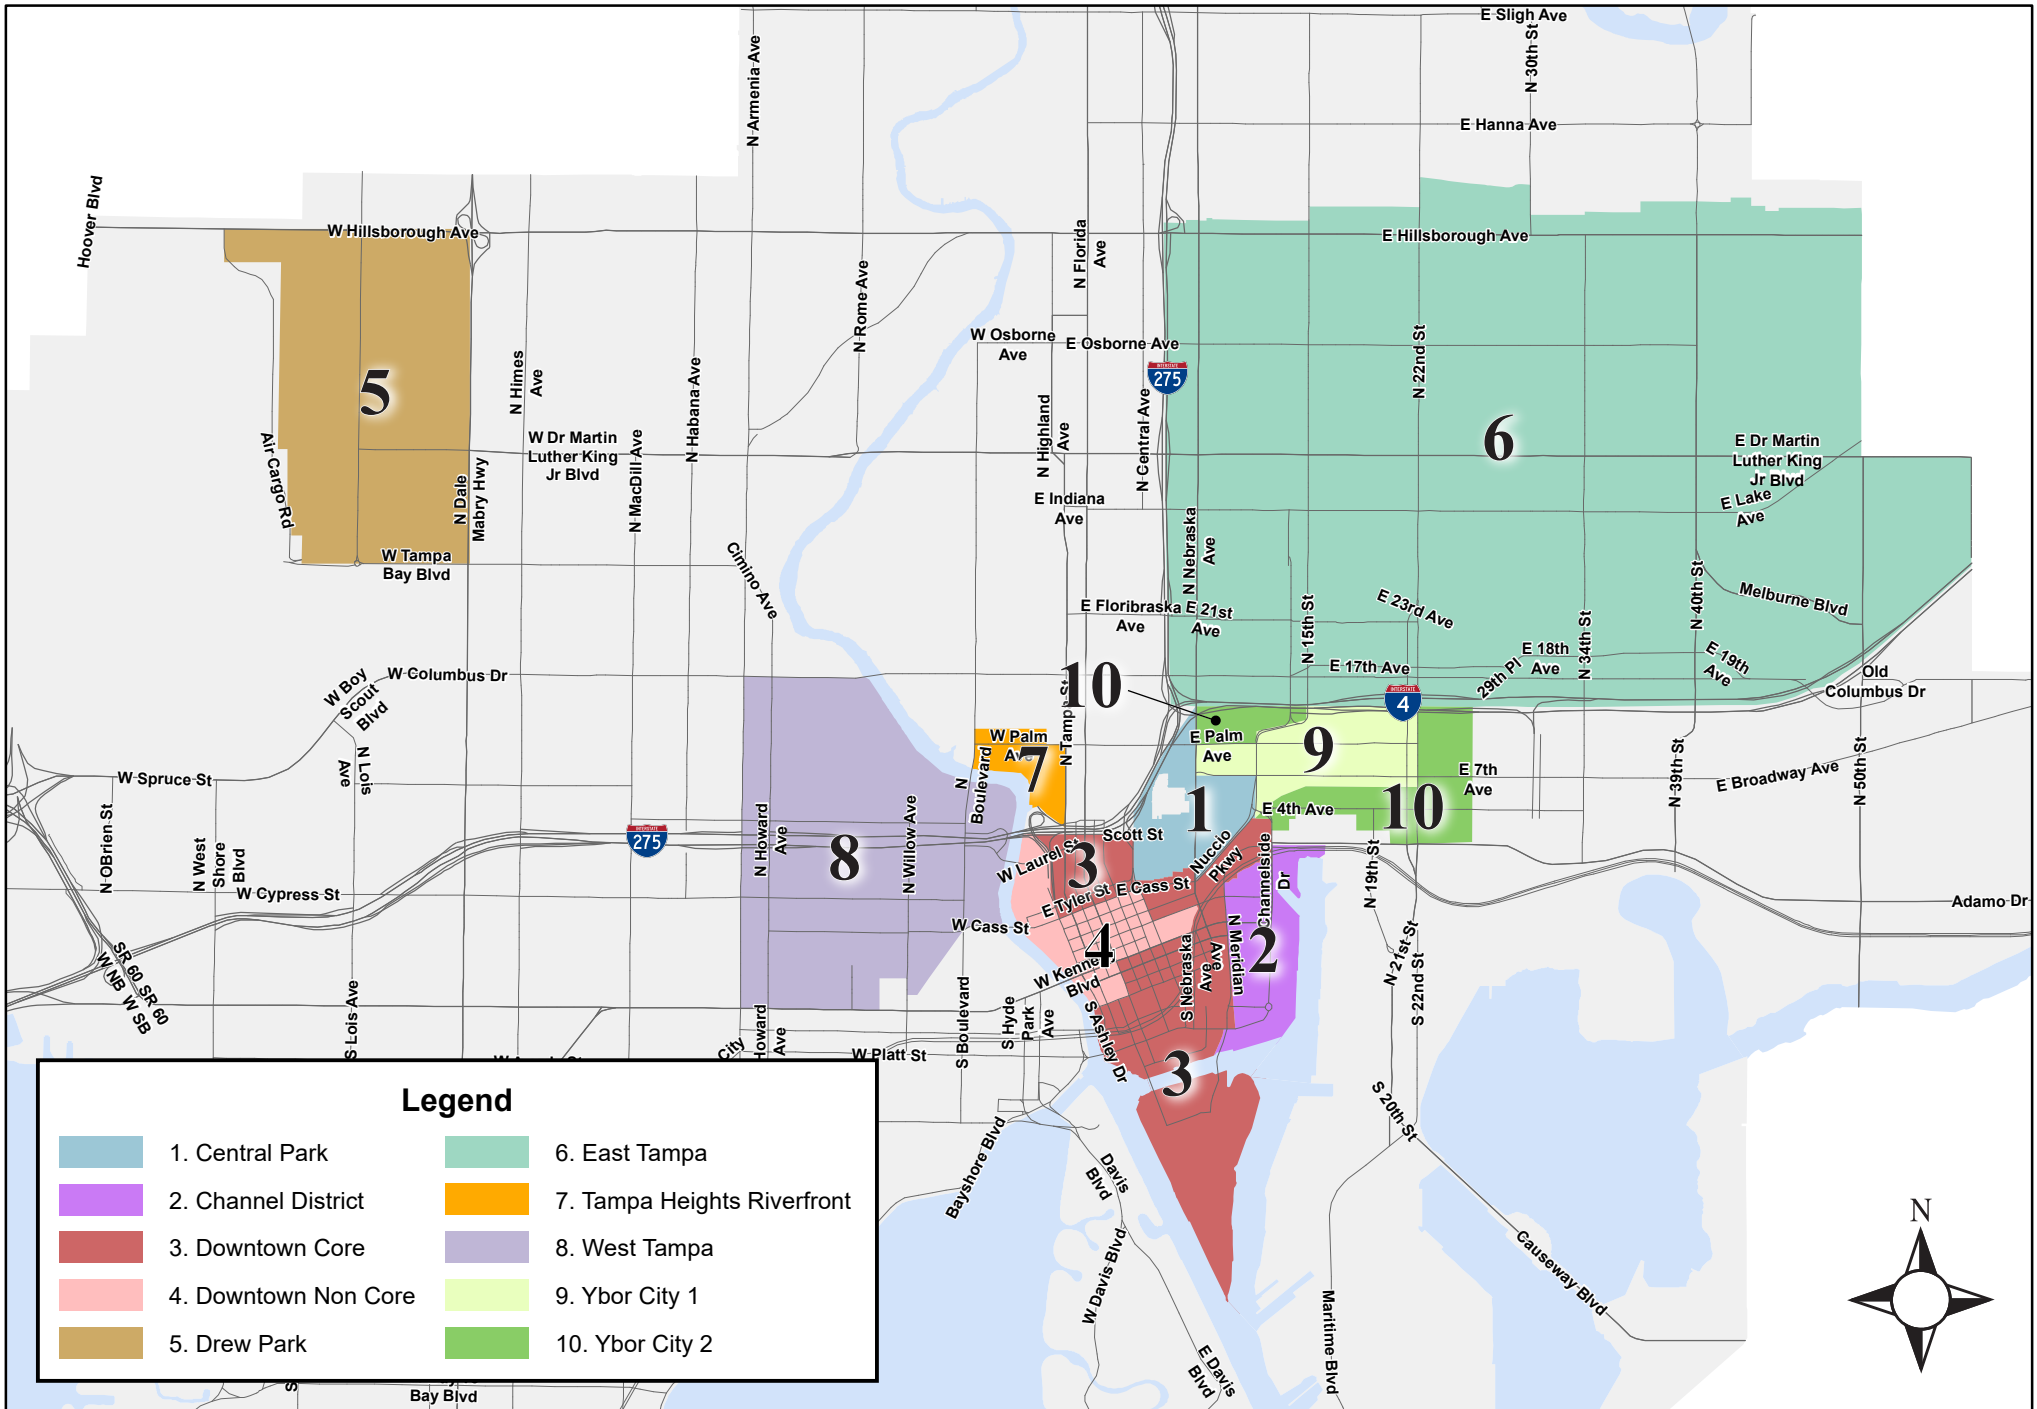 E Sligh Ave
N 30th St
N Armenia Ave
E Hanna Ave
Hoover Blvd
W Hillsborough Ave
E Hillsborough Ave
N Florida
Ave
N Rome Ave
W Osborne
Ave
E Osborne Ave
INTERSTATE
275
N 22nd St
N Himes
Ave
N Habana Ave
5
6
N Highland
Ave
N Central Ave
Air Cargo Rd
N Dale
Mabry Hwy
W Dr Martin
Luther King
Jr Blvd
N MacDill Ave
E Dr Martin
Luther King
Jr Blvd
E Lake
Ave
E Indiana
Ave
N Nebraska
Ave
W Tampa
Bay Blvd
Cimino Ave
E Floribraska
Ave
E 21st
Ave
N 15th St
E 23rd Ave
N 34th St
N 40th St
Melburne Blvd
W Columbus Dr
W Boy
Scout
Blvd
E 17th Ave
29th Pl
E 18th
Ave
E 19th
Ave
Old
Columbus Dr
10
N Tampa St
INTERSTATE
4
W Palm
Ave
7
E Palm
Ave
9
N Lois
Ave
W Spruce St
N
Boulevard
E 7th
Ave
N 39th St
E Broadway Ave
N 50th St
N OBrien St
N West
Shore
Blvd
INTERSTATE
275
N Howard
Ave
8
N Willow Ave
1
E 4th Ave
10
Scott St
W Laurel St
3
Nuccio
Pkwy
Channelside
Dr
N 19th St
W Cypress St
E Tyler St
E Cass St
W Cass St
Adamo Dr
4
2
N Meridian
Ave
SR 60 SR 60
W NB W SB
W Kenne
Blvd
S Nebraska
Ave
N 21st St
S 22nd St
S Lois Ave
Howard
Ave
S Boulevard
S Hyde
Park
Ave
S Ashley Dr
City
W Platt St
3
S 20th St
Bayshore Blvd
Davis
Blvd
W Davis Blvd
E Davis
Blvd
Maritime Blvd
Causeway Blvd
N
Legend
1. Central Park
2. Channel District
3. Downtown Core
4. Downtown Non Core
5. Drew Park
6. East Tampa
7. Tampa Heights Riverfront
8. West Tampa
9. Ybor City 1
10. Ybor City 2
Bay Blvd